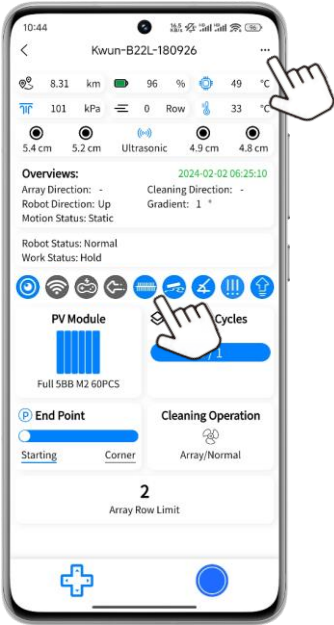 10:44
Kwun-B22L-180926
8.31 km 96 % 49 °C
101 kPa 0 Row 33 °C
5.4 cm 5.2 cm Ultrasonic 4.9 cm 4.8 cm
Overviews: 2024-02-02 06:25:10
Array Direction: - Cleaning Direction: -
Robot Direction: Up Gradient: 1 °
Motion Status: Static
Robot Status: Normal
Work Status: Hold
PV Module Cycles
/ 1
Full 5BB M2 60PCS
P End Point Cleaning Operation
Starting Corner Array/Normal
2
Array Row Limit